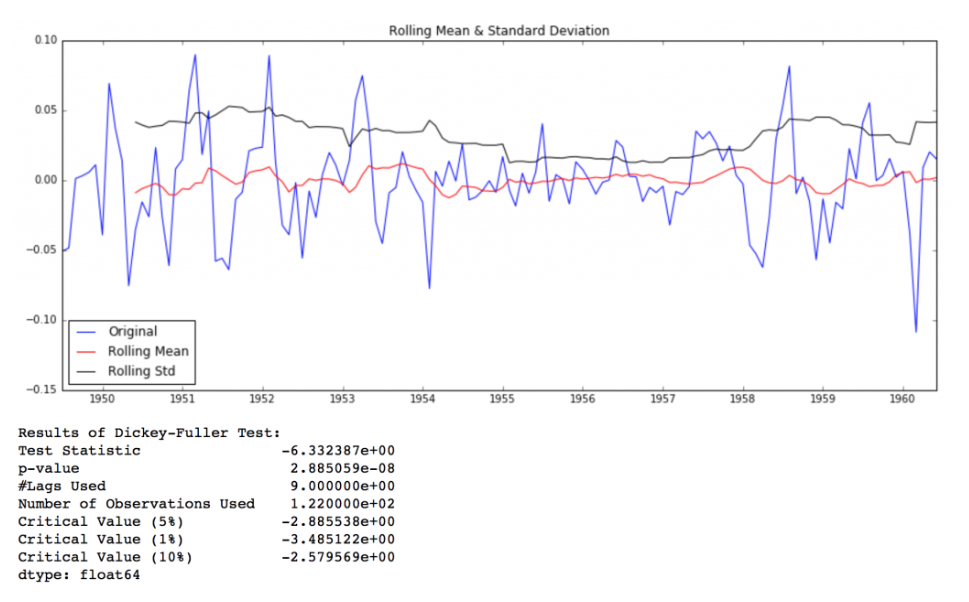 Rolling Mean & Standard Deviation
0.10
0.05
0.00
−0.05
−0.10
−0.15
Original
Rolling Mean
Rolling Std
1950 1951 1952 1953 1954 1955 1956 1957 1958 1959 1960
Results of Dickey-Fuller Test:
Test Statistic -6.332387e+00
p-value 2.885059e-08
#Lags Used 9.000000e+00
Number of Observations Used 1.220000e+02
Critical Value (5%) -2.885538e+00
Critical Value (1%) -3.485122e+00
Critical Value (10%) -2.579569e+00
dtype: float64